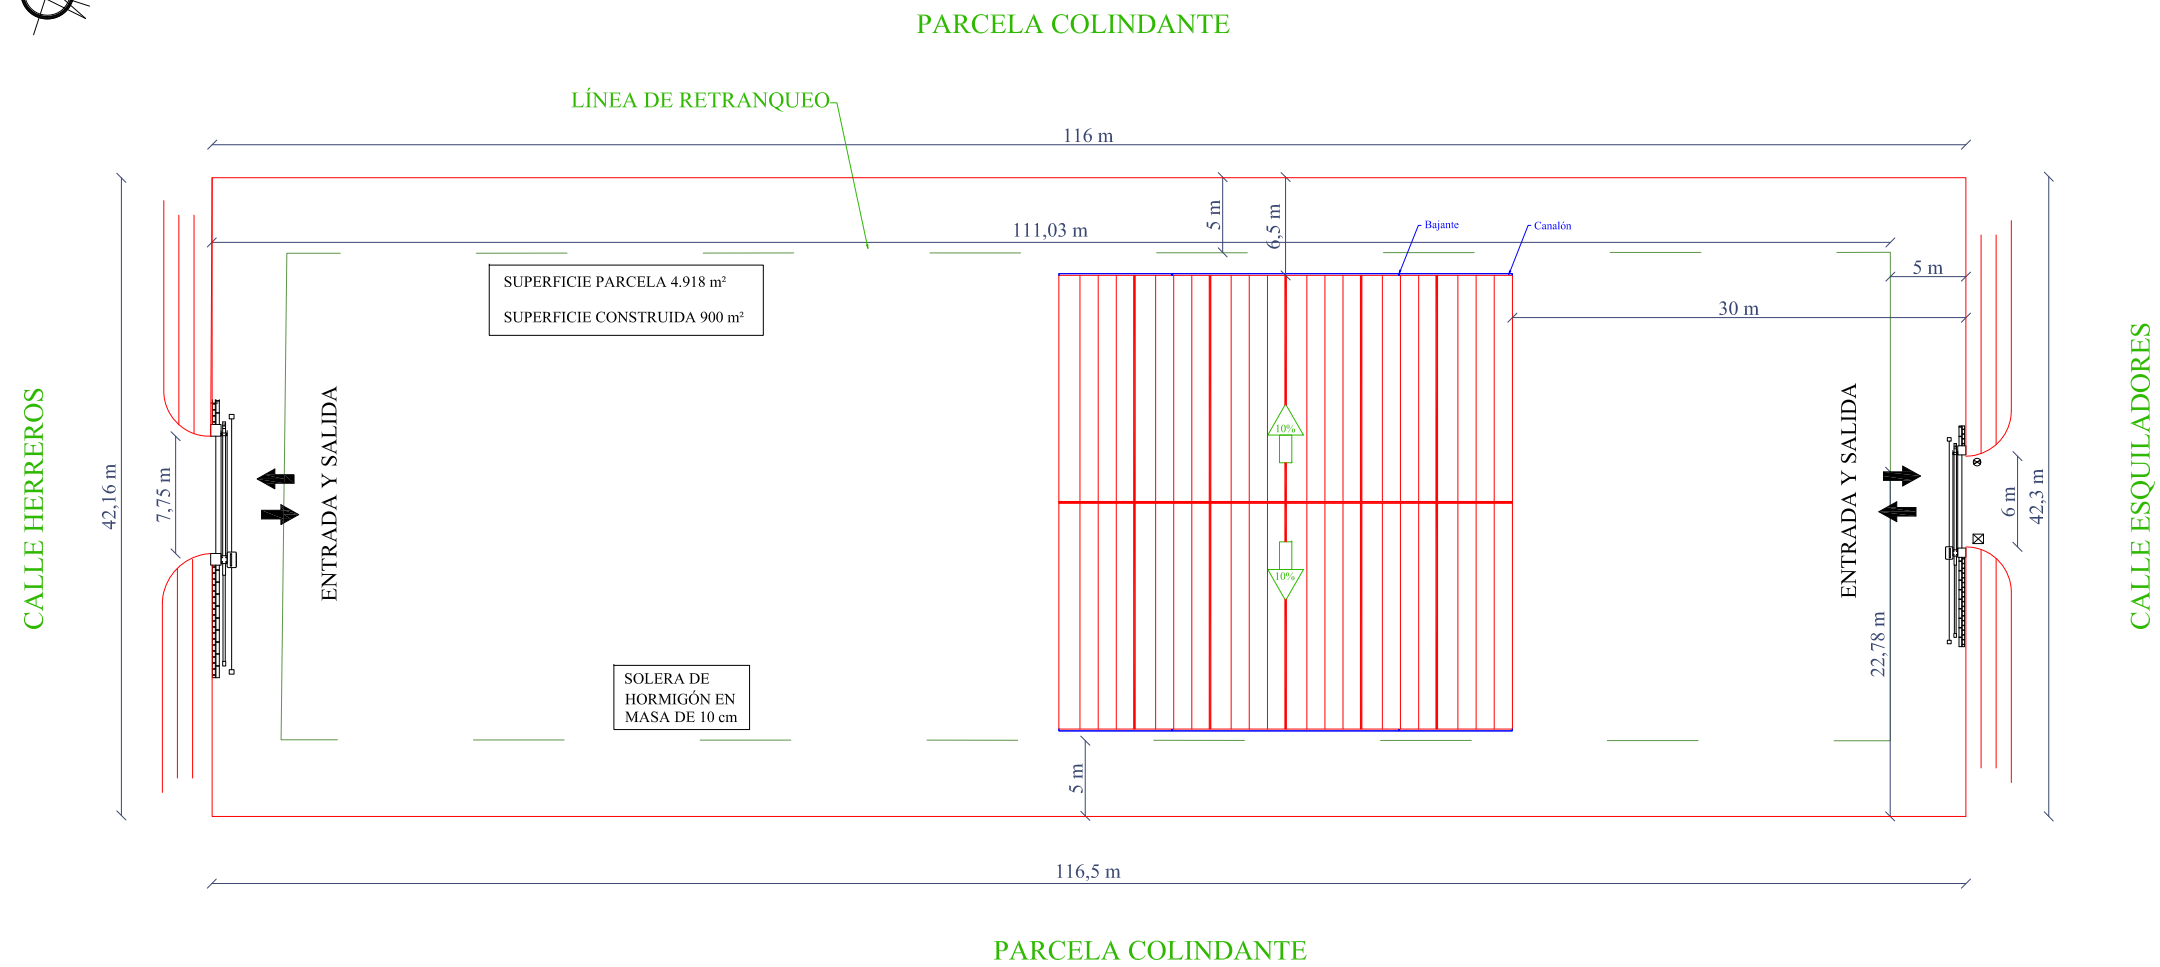 PARCELA COLINDANTE
LÍNEA DE RETRANQUEO
116 m
5 m
6,5 m
111,03 m
Bajante
Canalón
5 m
30 m
SUPERFICIE PARCELA 4.918 m²
SUPERFICIE CONSTRUIDA 900 m²
CALLE HERREROS
42,16 m
7,75 m
ENTRADA Y SALIDA
10%
10%
ENTRADA Y SALIDA
6 m
42,3 m
CALLE ESQUILADORES
22,78 m
SOLERA DE
HORMIGÓN EN
MASA DE 10 cm
5 m
116,5 m
PARCELA COLINDANTE